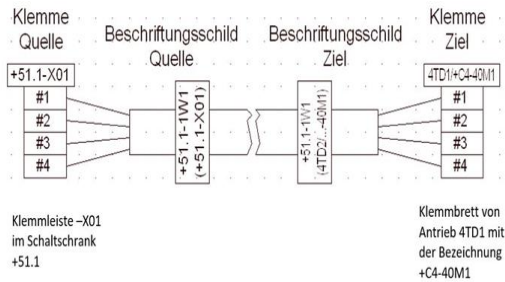 Klemme
Quelle
Beschriftungsschild
Quelle
Beschriftungsschild
Ziel
Klemme
Ziel
+51.1-X01
#1
#2
#3
#4
+51.1-1W1
(+51.1-X01)
+51.1-1W1
(4TD2/...-40M1)
4TD1/+C4-40M1
#1
#2
#3
#4
Klemmleiste –X01
im Schaltschrank
+51.1
Klemmbrett von
Antrieb 4TD1 mit
der Bezeichnung
+C4-40M1